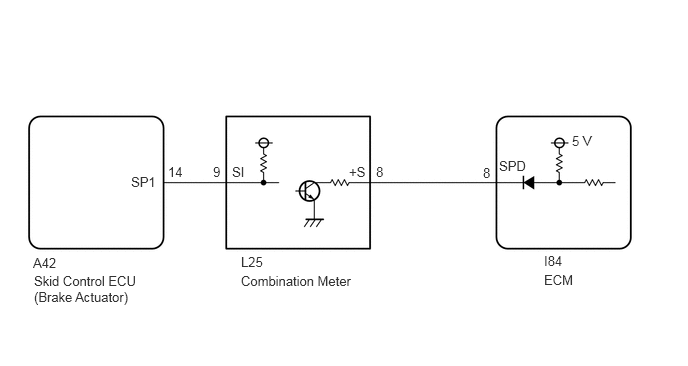 5 V
14
9
SI
+S
8
8
SPD
SP1
A42
Skid Control ECU
(Brake Actuator)
L25
Combination Meter
I84
ECM